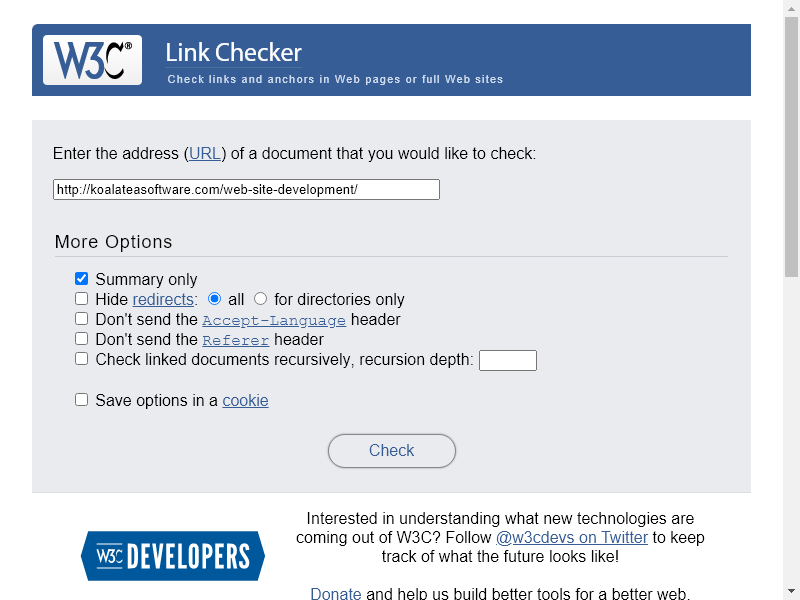 W3C® Link Checker
Check links and anchors in Web pages or full Web sites
Enter the address (URL) of a document that you would like to check:
http://koalateasoftware.com/web-site-development/
More Options
Summary only
Hide redirects: all for directories only
Don't send the Accept-Language header
Don't send the Referer header
Check linked documents recursively, recursion depth:
Save options in a cookie
Check
W3C DEVELOPERS
Interested in understanding what new technologies are
coming out of W3C? Follow @w3cdevs on Twitter to keep
track of what the future looks like!
Donate and help us build better tools for a better web.